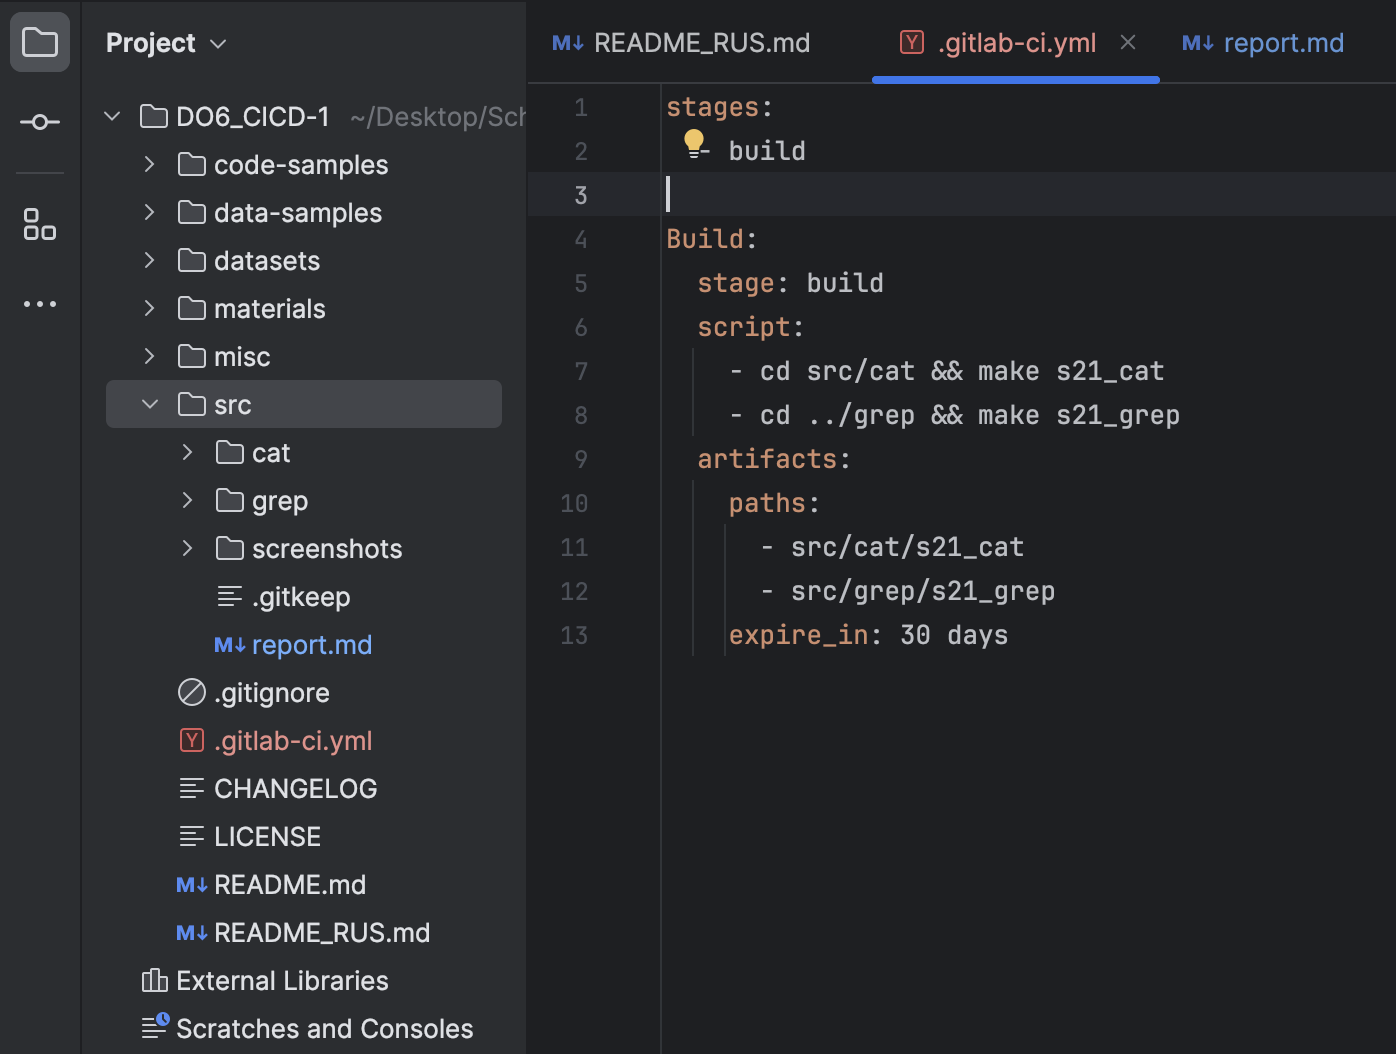 Project
DO6_CICD-1 ~/Desktop/Sch
code-samples
data-samples
datasets
materials
misc
src
cat
grep
screenshots
.gitkeep
M↓ report.md
.gitignore
Y .gitlab-ci.yml
CHANGELOG
LICENSE
M↓ README.md
M↓ README_RUS.md
External Libraries
Scratches and Consoles
M↓ README_RUS.md
Y .gitlab-ci.yml
M↓ report.md
1 stages:
2 - build
3
4 Build:
5 stage: build
6 script:
7 - cd src/cat && make s21_cat
8 - cd ../grep && make s21_grep
9 artifacts:
10 paths:
11 - src/cat/s21_cat
12 - src/grep/s21_grep
13 expire_in: 30 days